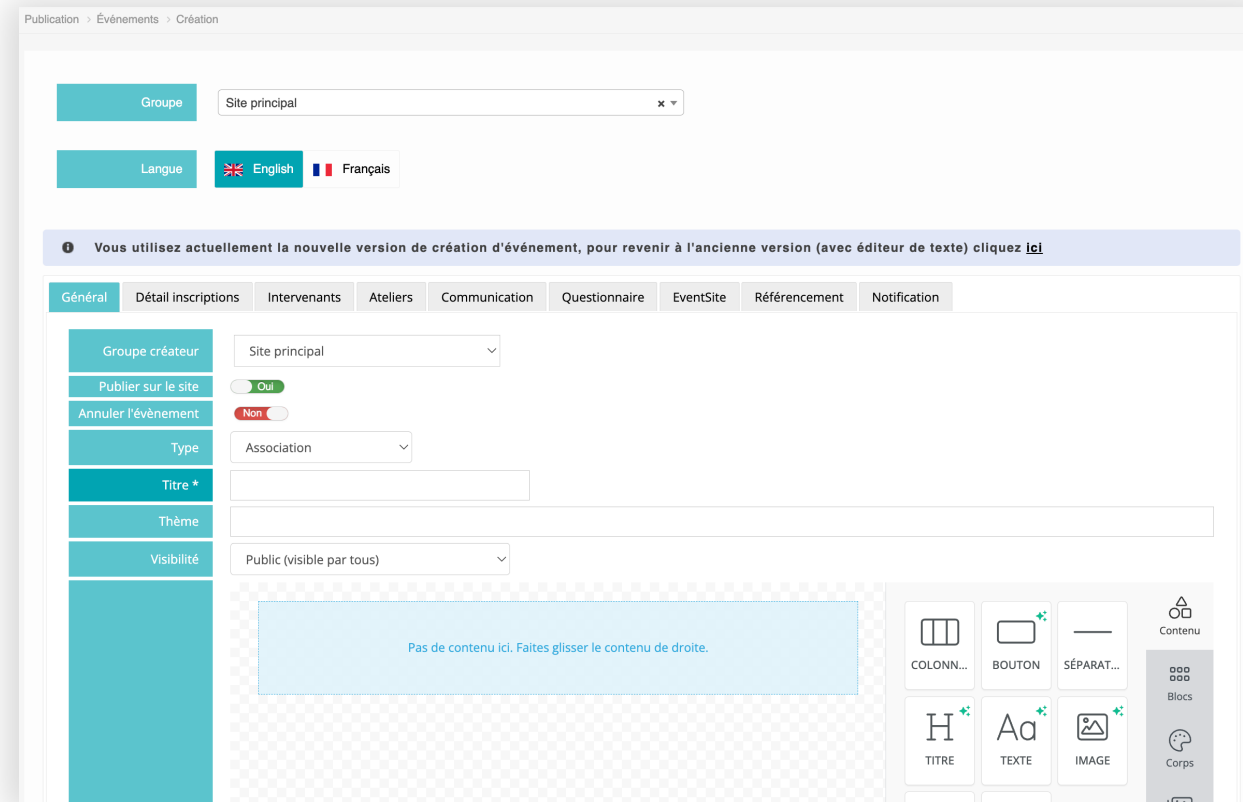 Publication > Événements > Création
Groupe
Site principal
Langue
English
Français
Vous utilisez actuellement la nouvelle version de création d'événement, pour revenir à l'ancienne version (avec éditeur de texte) cliquez ici
Général
Détail inscriptions
Intervenants
Ateliers
Communication
Questionnaire
EventSite
Référencement
Notification
Groupe créateur
Site principal
Publier sur le site
Oui
Annuler l'évènement
Non
Type
Association
Titre *
Thème
Visibilité
Public (visible par tous)
Pas de contenu ici. Faites glisser le contenu de droite.
COLONN...
BOUTON
SÉPARAT...
Contenu
Blocs
H
TITRE
Aa
TEXTE
IMAGE
Corps